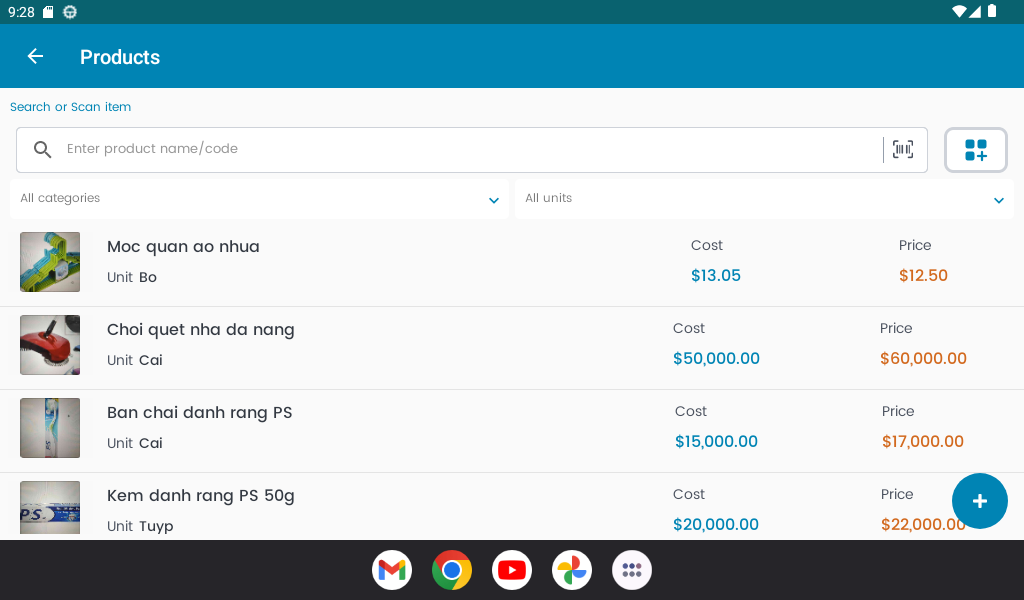 9:28
Products
Search or Scan item
Enter product name/code
All categories
All units
Moc quan ao nhua
Cost
Price
Unit Bo
$13.05
$12.50
Choi quet nha da nang
Cost
Price
Unit Cai
$50,000.00
$60,000.00
Ban chai danh rang PS
Cost
Price
Unit Cai
$15,000.00
$17,000.00
Kem danh rang PS 50g
Cost
Price
P/S.
Unit Tuyp
$20,000.00
$22,000.00